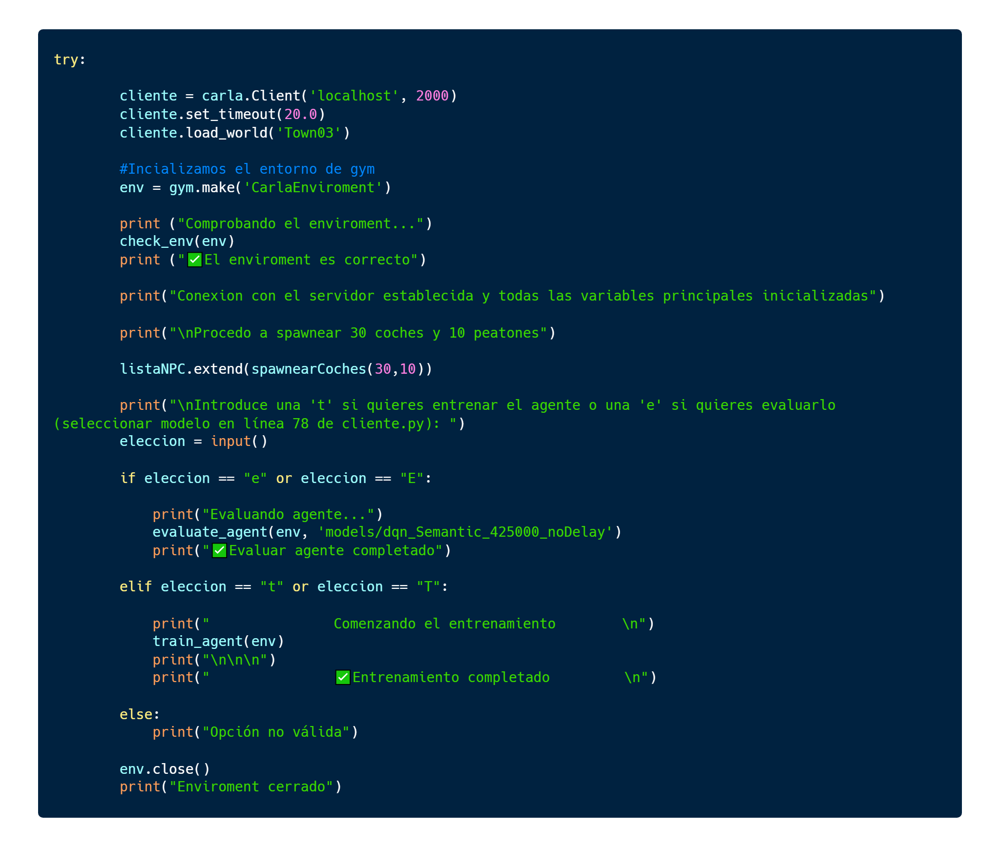 try:
cliente = carla.Client('localhost', 2000)
cliente.set_timeout(20.0)
cliente.load_world('Town03')
#Incializamos el entorno de gym
env = gym.make('CarlaEnviroment')
print ("Comprobando el enviroment...")
check_env(env)
print ("✅El enviroment es correcto")
print("Conexion con el servidor establecida y todas las variables principales inicializadas")
print("\nProcedo a spawnear 30 coches y 10 peatones")
listaNPC.extend(spawnearCoches(30,10))
print("\nIntroduce una 't' si quieres entrenar el agente o una 'e' si quieres evaluarlo
(seleccionar modelo en línea 78 de cliente.py): ")
eleccion = input()
if eleccion == "e" or eleccion == "E":
print("Evaluando agente...")
evaluate_agent(env, 'models/dqn_Semantic_425000_noDelay')
print("✅Evaluar agente completado")
elif eleccion == "t" or eleccion == "T":
print("               Comenzando el entrenamiento        \n")
train_agent(env)
print("\n\n\n")
print("               ✅Entrenamiento completado         \n")
else:
print("Opción no válida")
env.close()
print("Enviroment cerrado")